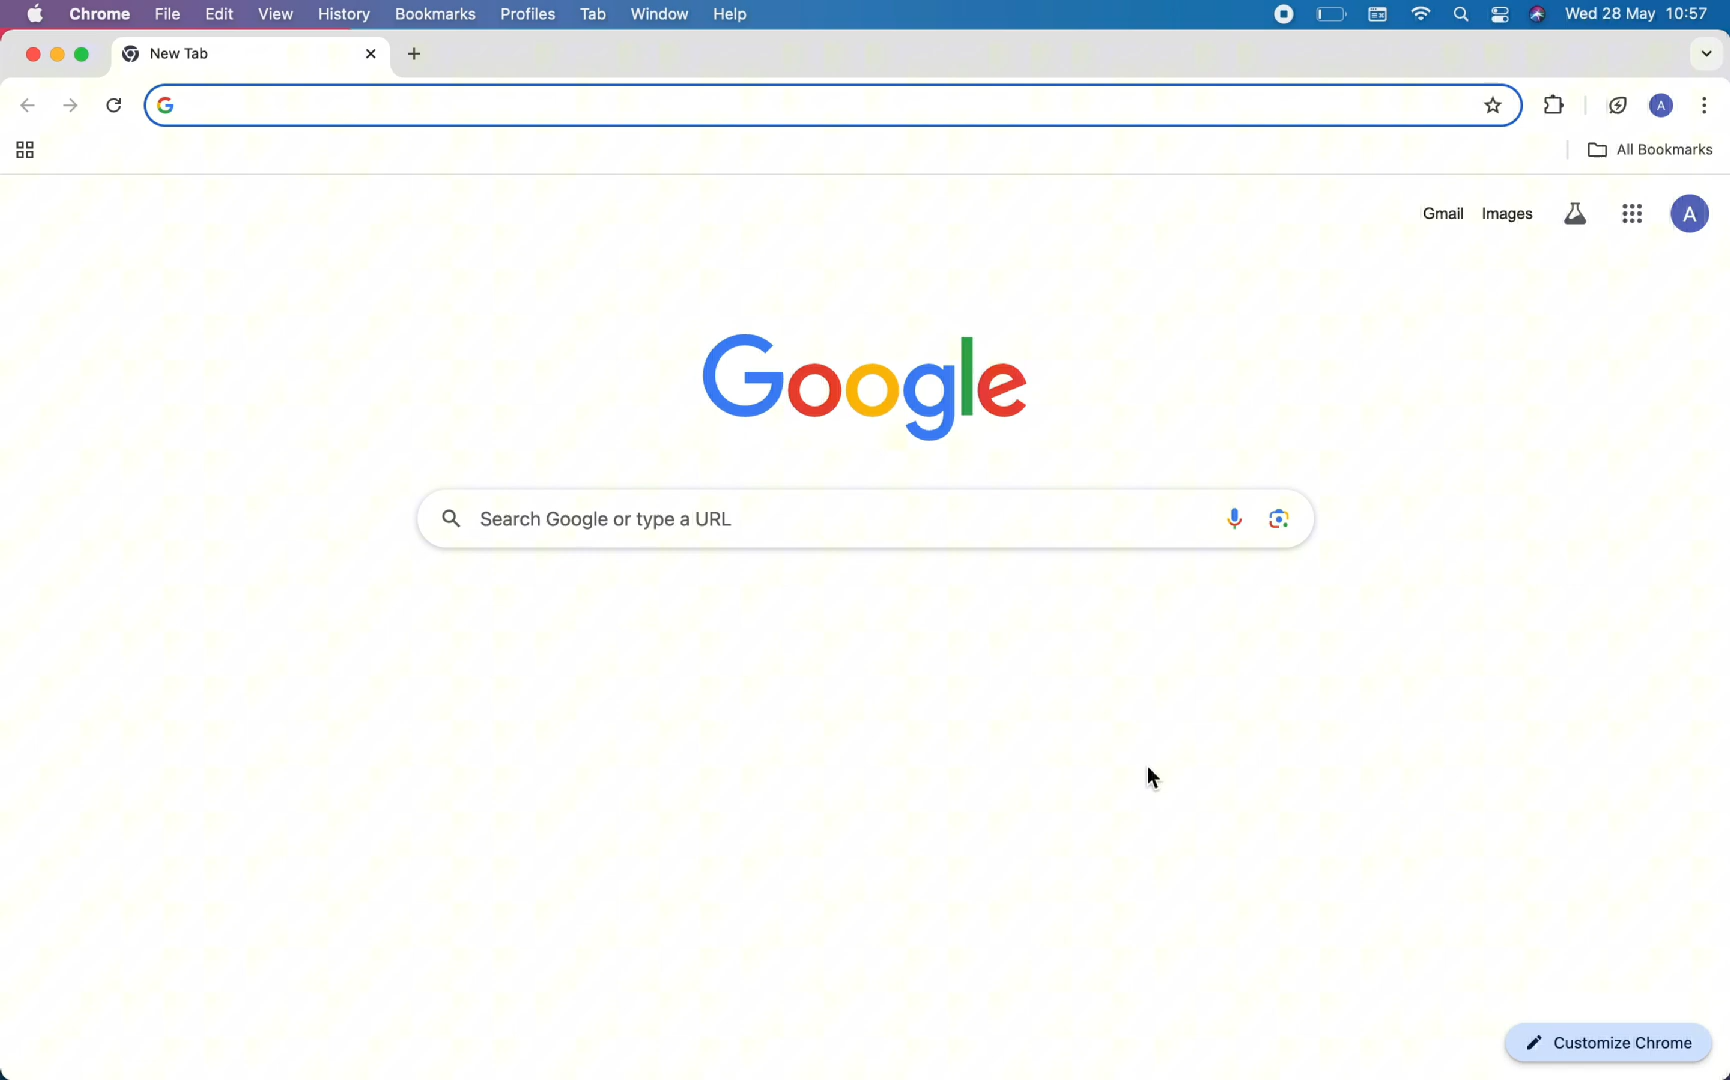 Chrome File Edit View History Bookmarks Profiles Tab Window Help Wed 28 May 10:57
New Tab
G
A
All Bookmarks
Gmail Images A
Google
Search Google or type a URL
Customize Chrome